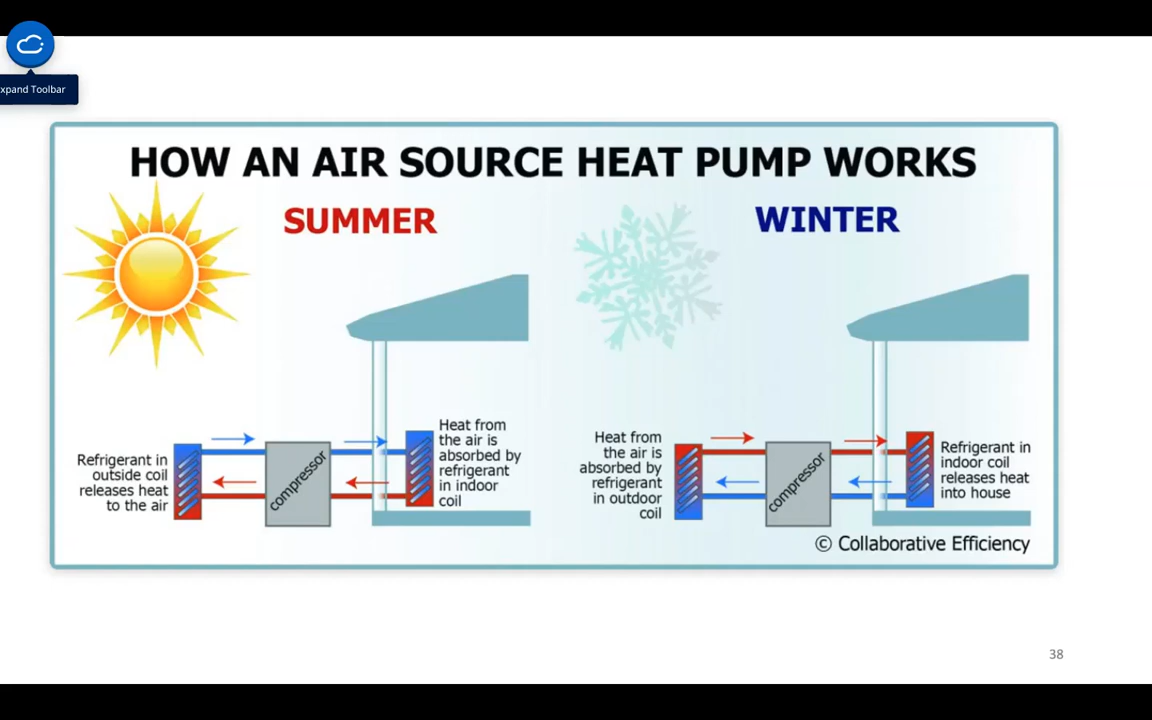 xpand Toolbar
HOW AN AIR SOURCE HEAT PUMP WORKS
SUMMER
WINTER
Refrigerant in
outside coil
releases heat
to the air
compressor
Heat from
the air is
absorbed by
refrigerant
in indoor
coil
Heat from
the air is
absorbed by
refrigerant
in outdoor
coil
compressor
Refrigerant in
indoor coil
releases heat
into house
© Collaborative Efficiency
38